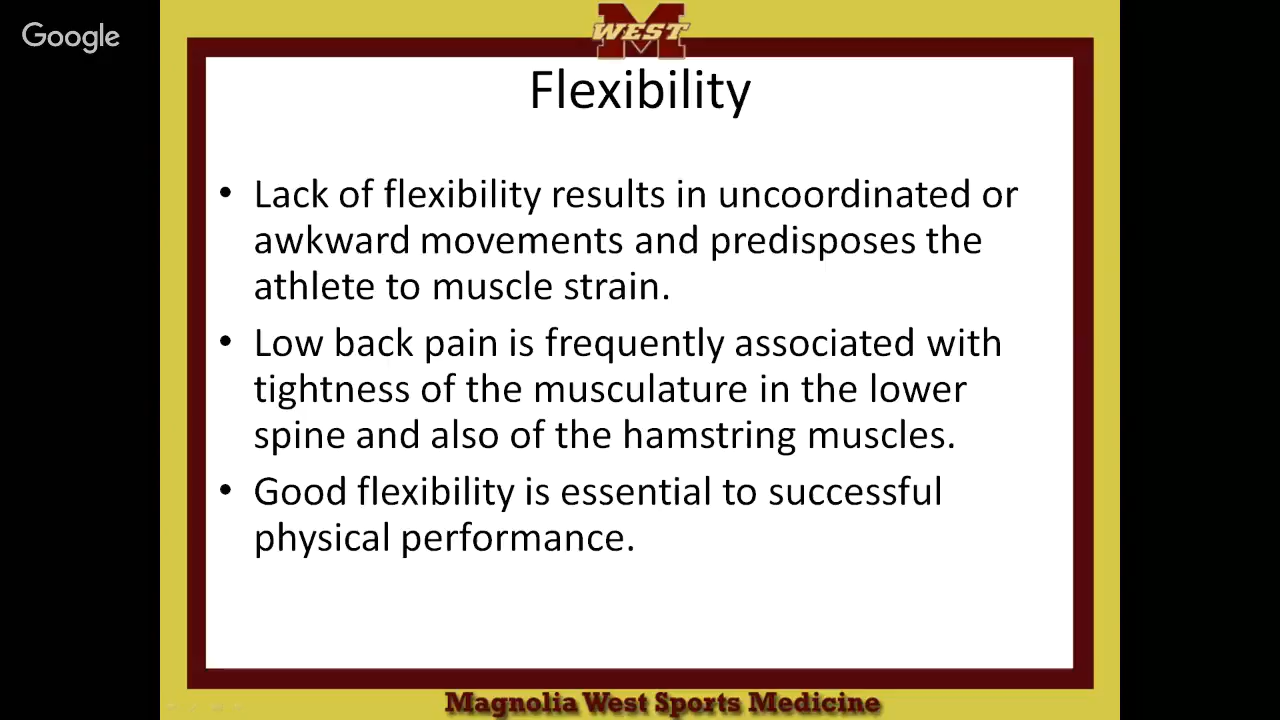 Google
M
WEST
Flexibility
• Lack of flexibility results in uncoordinated or
awkward movements and predisposes the
athlete to muscle strain.
• Low back pain is frequently associated with
tightness of the musculature in the lower
spine and also of the hamstring muscles.
• Good flexibility is essential to successful
physical performance.
Magnolia West Sports Medicine